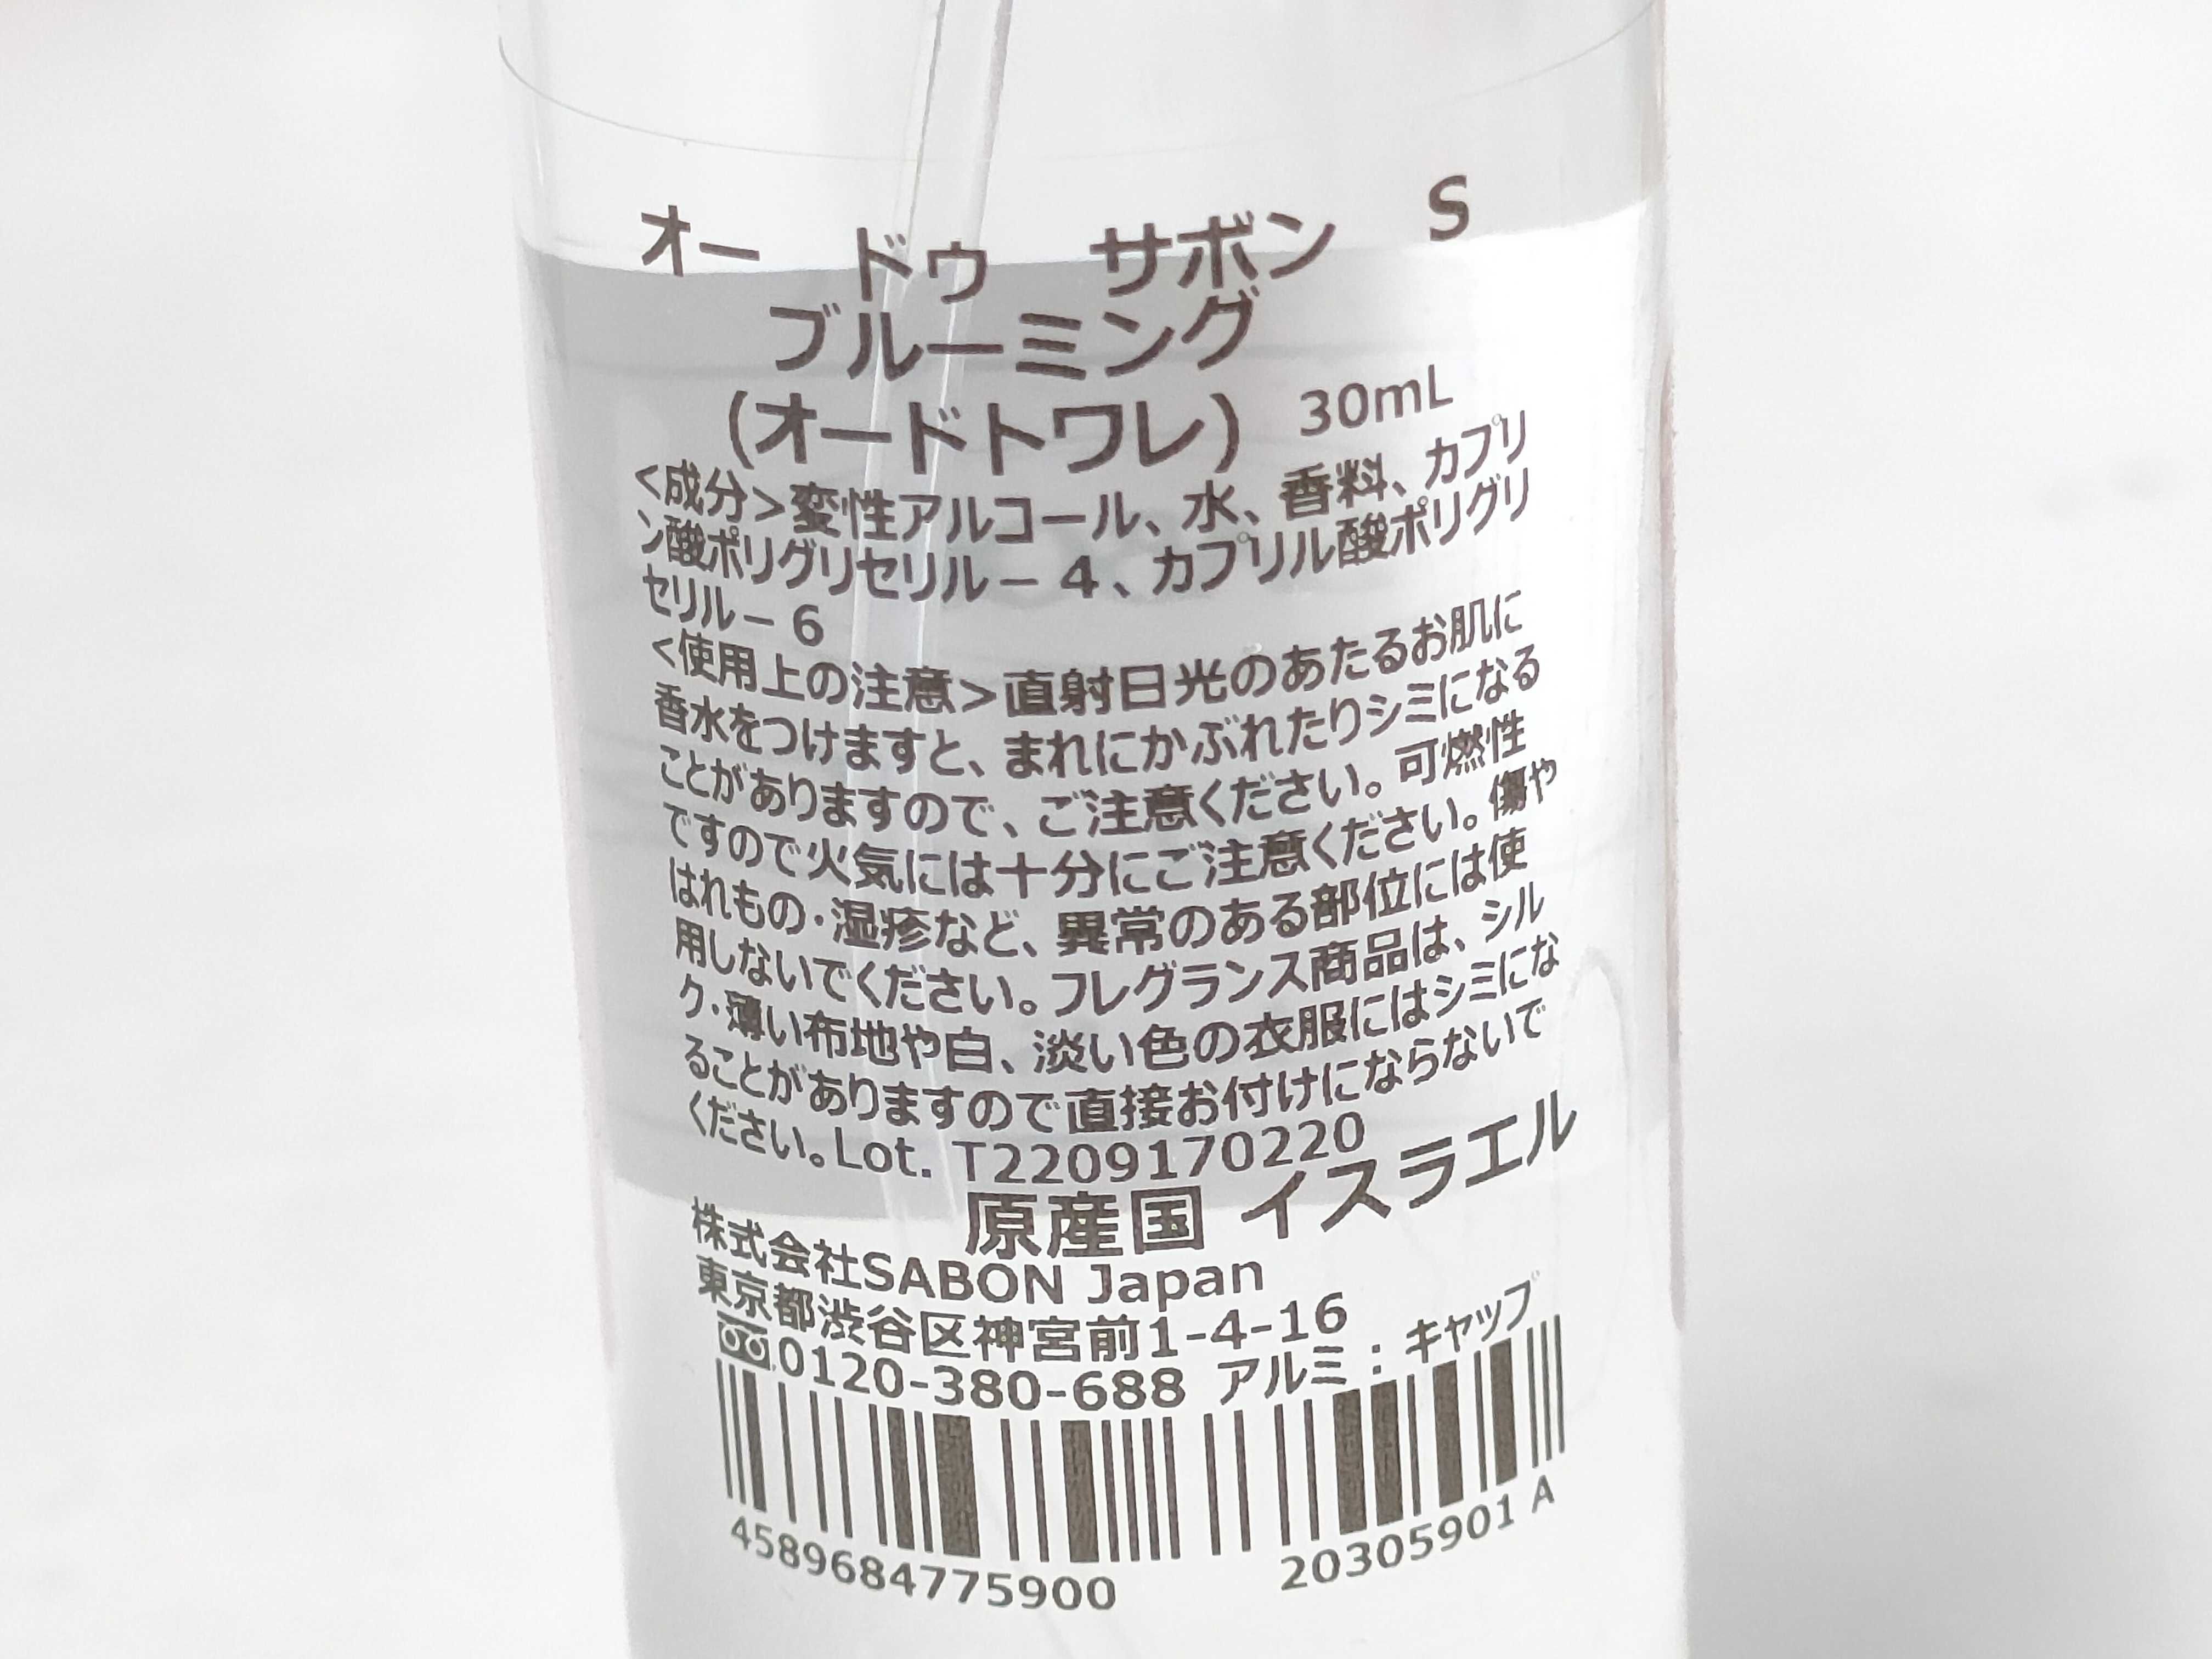 オー ドゥ サボン S
ブルーミング
(オードトワレ) 30mL
<成分>変性アルコール、水、香料、カプリ
ン酸ポリグリセリル－4、カプリル酸ポリグリ
セリル－6
<使用上の注意>直射日光のあたるお肌に
香水をつけますと、まれにかぶれたりシミになる
ことがありますので、ご注意ください。可燃性
ですので火気には十分にご注意ください。傷や
はれもの・湿疹など、異常のある部位には使
用しないでください。フレグランス商品は、シル
ク・薄い布地や白、淡い色の衣服にはシミにな
ることがありますので直接お付けにならないで
ください。Lot. T2209170220
原産国 イスラエル
株式会社SABON Japan
東京都渋谷区神宮前1-4-16
0120-380-688 アルミ：キャップ
4589684775900 20305901 A